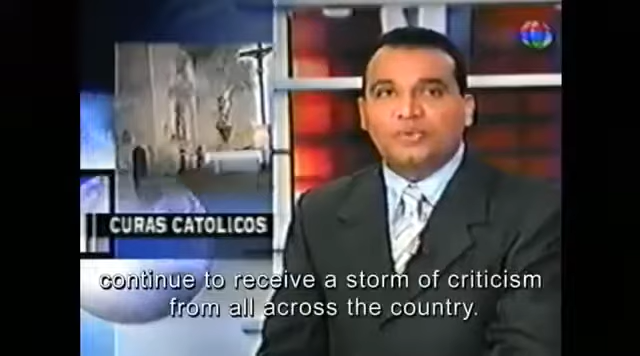 CURAS CATOLICOS
continue to receive a storm of criticism
from all across the country.